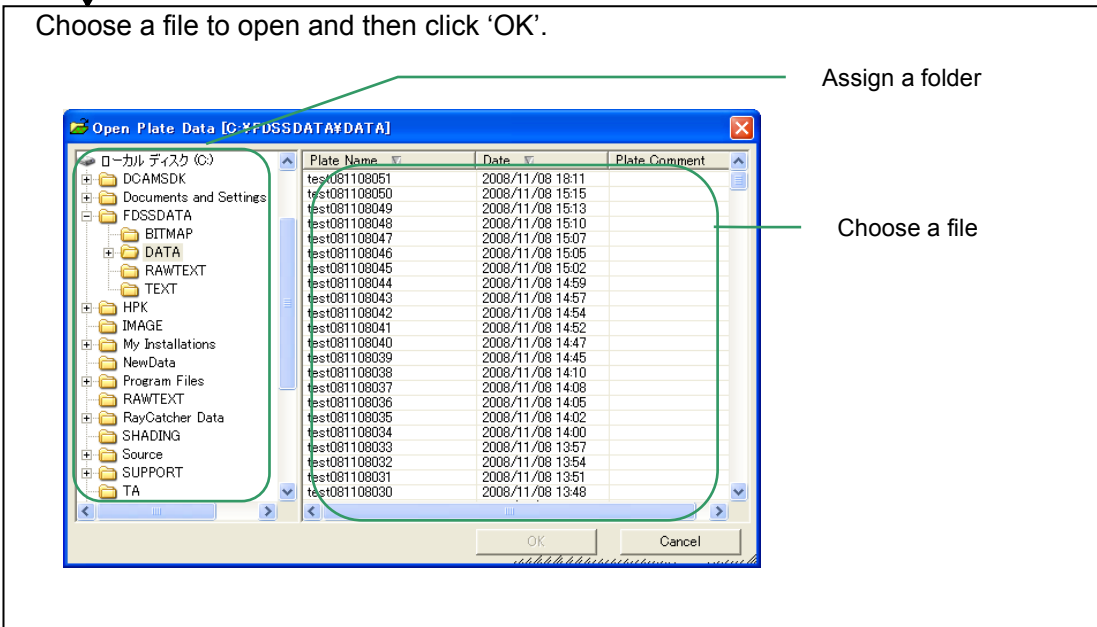 Choose a file to open and then click ‘OK’.
Assign a folder
Open Plate Data [C:¥FDSSDATA¥DATA]
ローカル ディスク (C:)
DCAMSDK
Documents and Settings
FDSSDATA
BITMAP
DATA
RAWTEXT
TEXT
HPK
IMAGE
My Installations
NewData
Program Files
RAWTEXT
RayCatcher Data
SHADING
Source
SUPPORT
TA
Plate Name Date Plate Comment
test081108051 2008/11/08 18:11
test081108050 2008/11/08 15:15
test081108049 2008/11/08 15:13
test081108048 2008/11/08 15:10
test081108047 2008/11/08 15:07
test081108046 2008/11/08 15:05
test081108045 2008/11/08 15:02
test081108044 2008/11/08 14:59
test081108043 2008/11/08 14:57
test081108042 2008/11/08 14:54
test081108041 2008/11/08 14:52
test081108040 2008/11/08 14:47
test081108039 2008/11/08 14:45
test081108038 2008/11/08 14:10
test081108037 2008/11/08 14:08
test081108036 2008/11/08 14:05
test081108035 2008/11/08 14:02
test081108034 2008/11/08 14:00
test081108033 2008/11/08 13:57
test081108032 2008/11/08 13:54
test081108031 2008/11/08 13:51
test081108030 2008/11/08 13:48
Choose a file
OK Cancel